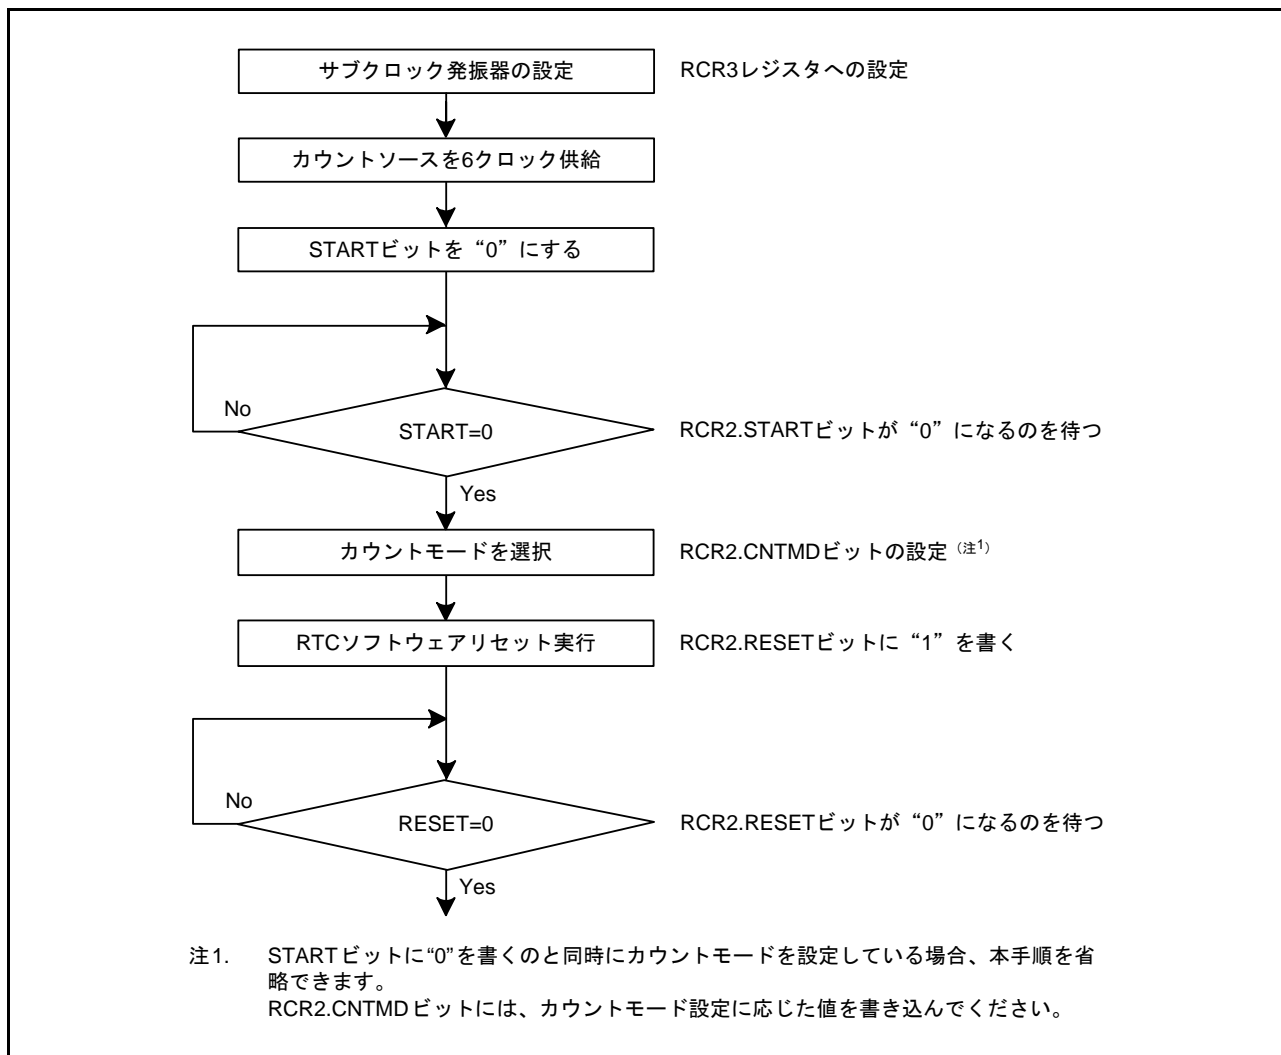 サブクロック発振器の設定
RCR3レジスタへの設定
カウントソースを6クロック供給
STARTビットを“0”にする
No
START=0
RCR2.STARTビットが“0”になるのを待つ
Yes
カウントモードを選択
RCR2.CNTMDビットの設定（注1）
RTCソフトウェアリセット実行
RCR2.RESETビットに“1”を書く
No
RESET=0
RCR2.RESETビットが“0”になるのを待つ
Yes
注1. STARTビットに“0”を書くのと同時にカウントモードを設定している場合、本手順を省
略できます。
RCR2.CNTMDビットには、カウントモード設定に応じた値を書き込んでください。